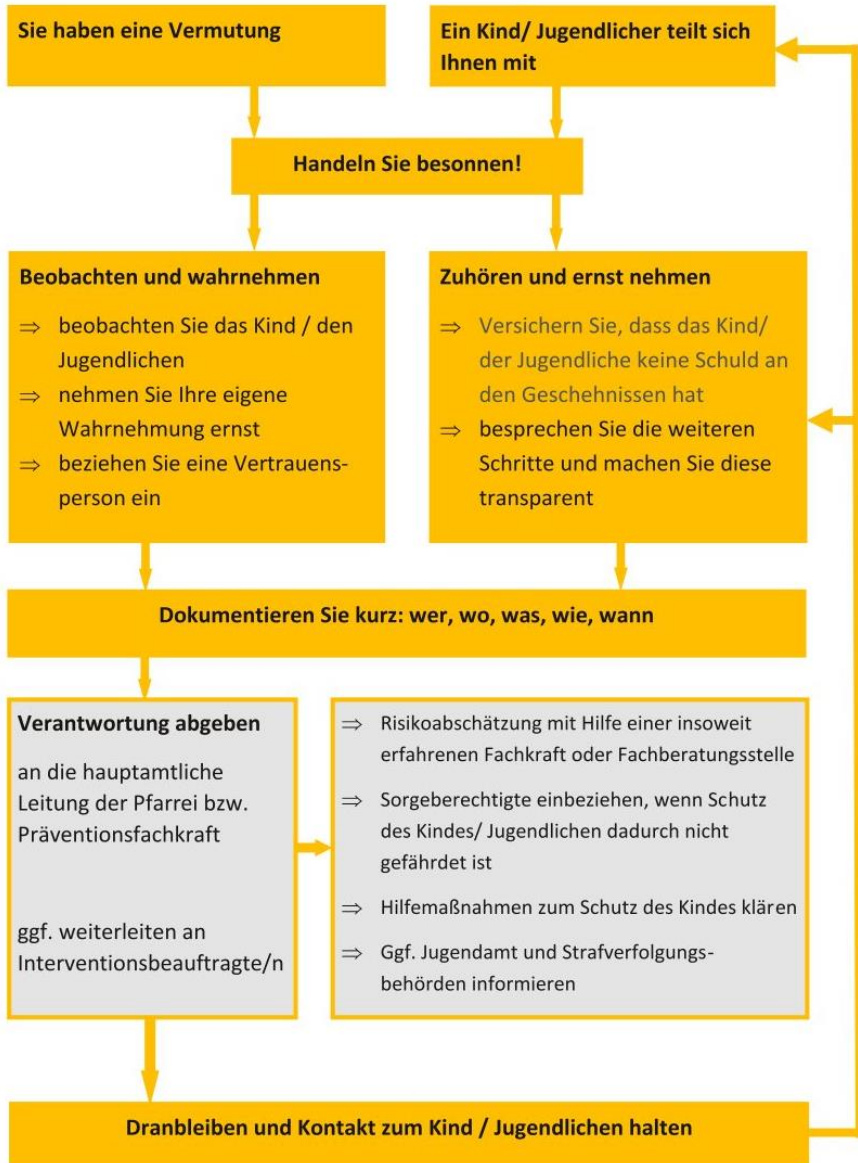 Sie haben eine Vermutung
Ein Kind/ Jugendlicher teilt sich
Ihnen mit
Handeln Sie besonnen!
Beobachten und wahrnehmen
⇒ beobachten Sie das Kind / den
Jugendlichen
⇒ nehmen Sie Ihre eigene
Wahrnehmung ernst
⇒ beziehen Sie eine Vertrauens-
person ein
Zuhören und ernst nehmen
⇒ Versichern Sie, dass das Kind/
der Jugendliche keine Schuld an
den Geschehnissen hat
⇒ besprechen Sie die weiteren
Schritte und machen Sie diese
transparent
Dokumentieren Sie kurz: wer, wo, was, wie, wann
Verantwortung abgeben
an die hauptamtliche
Leitung der Pfarrei bzw.
Präventionsfachkraft
ggf. weiterleiten an
Interventionsbeauftragte/n
⇒ Risikoabschätzung mit Hilfe einer insoweit
erfahrenen Fachkraft oder Fachberatungsstelle
⇒ Sorgeberechtigte einbeziehen, wenn Schutz
des Kindes/ Jugendlichen dadurch nicht
gefährdet ist
⇒ Hilfemaßnahmen zum Schutz des Kindes klären
⇒ Ggf. Jugendamt und Strafverfolgungs-
behörden informieren
Dranbleiben und Kontakt zum Kind / Jugendlichen halten